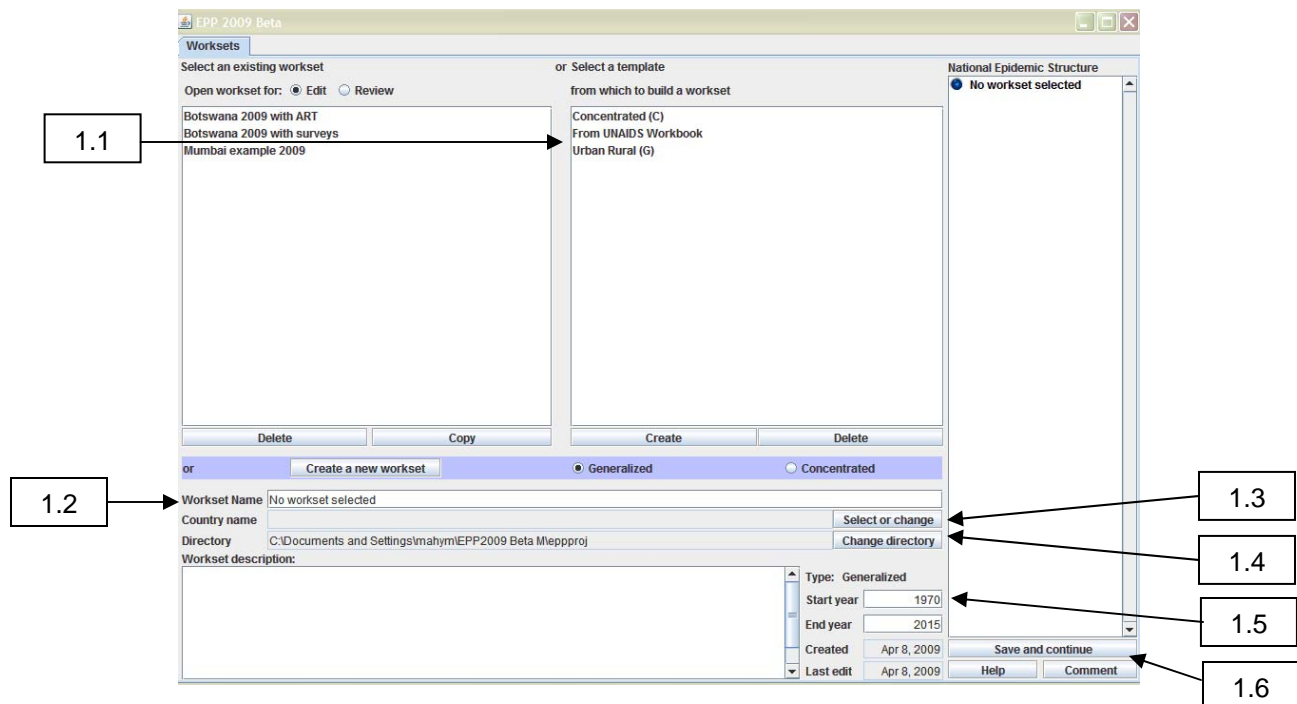 EPP 2009 Beta
Worksets
Select an existing workset
or Select a template
National Epidemic Structure
Open workset for: Edit Review
from which to build a workset
No workset selected
Botswana 2009 with ART
Botswana 2009 with surveys
Mumbai example 2009
Concentrated (C)
From UNAIDS Workbook
Urban Rural (G)
1.1
Delete Copy Create Delete
or Create a new workset Generalized Concentrated
1.2
Workset Name No workset selected
1.3
Country name Select or change
Directory C:\Documents and Settings\mahym\EPP2009 Beta M\eppproj Change directory
1.4
Workset description:
Type: Generalized
Start year 1970
1.5
End year 2015
Created Apr 8, 2009
Last edit Apr 8, 2009
Save and continue
Help Comment
1.6